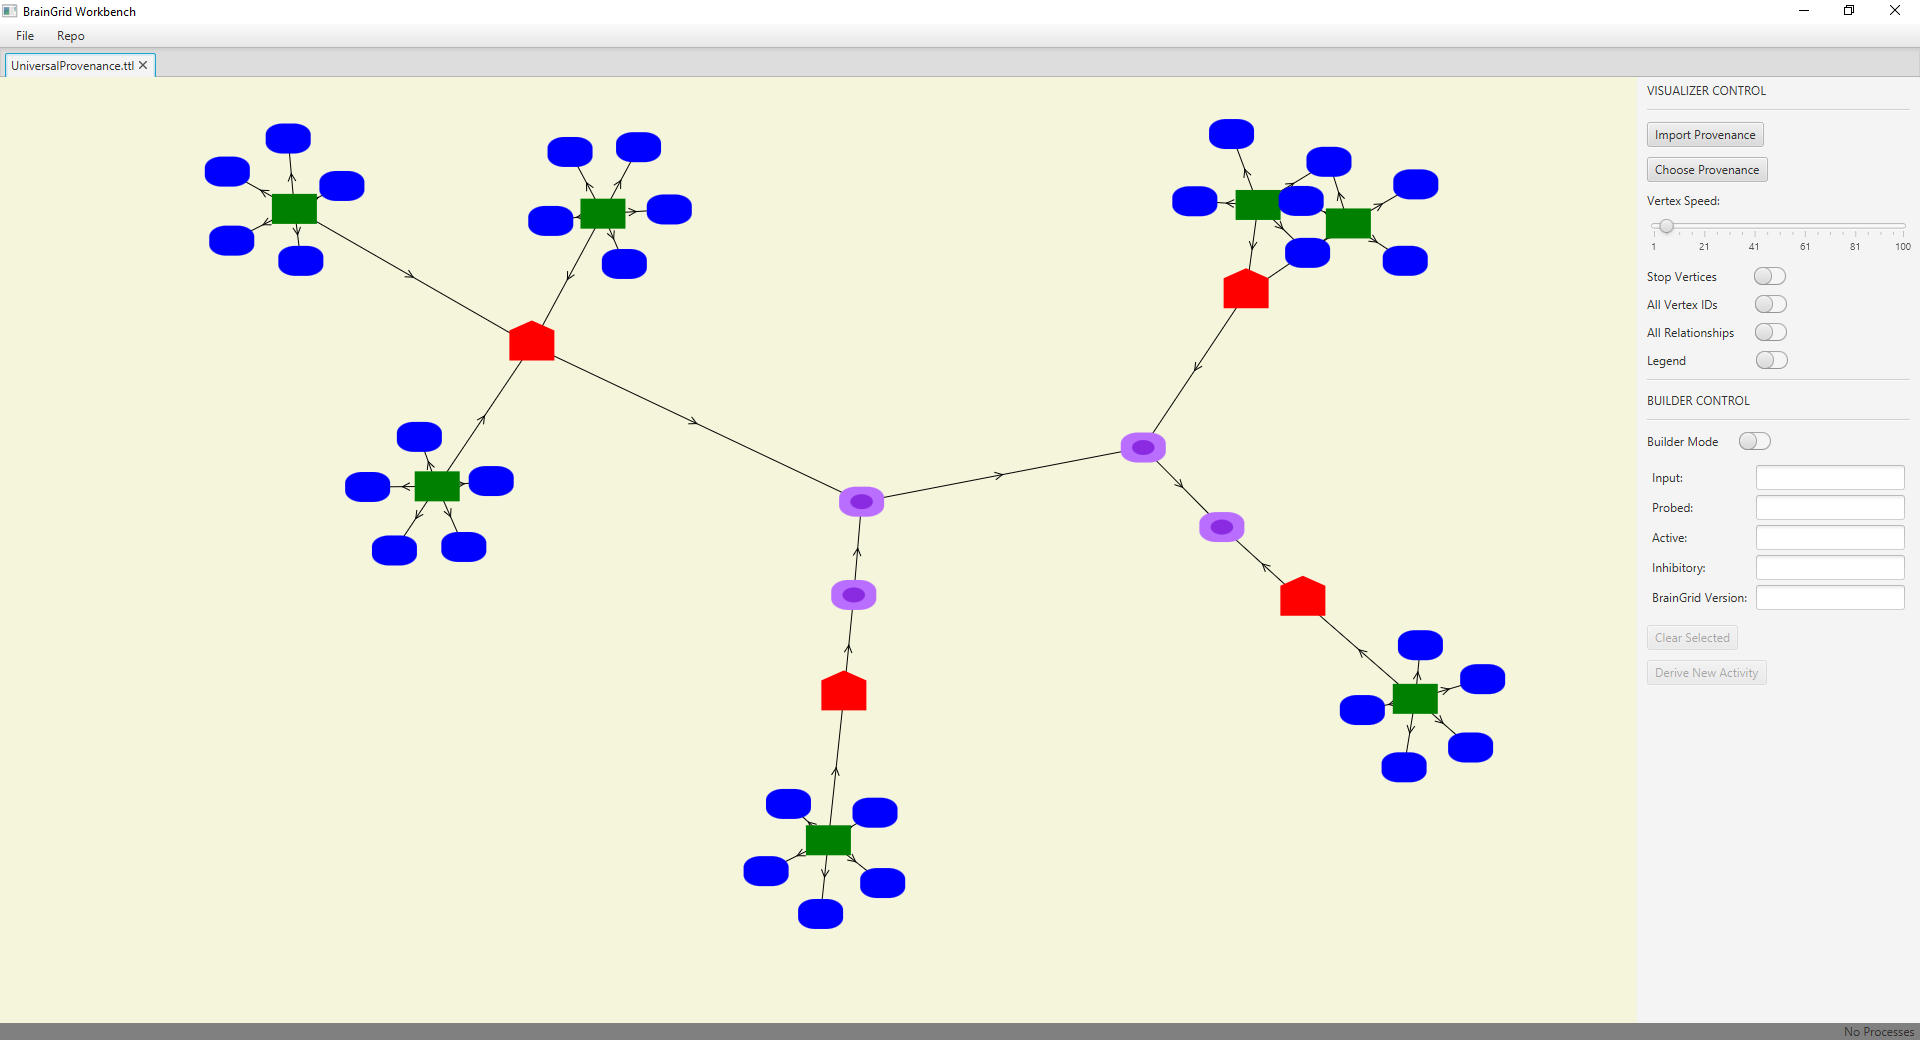 BrainGrid Workbench
File Repo
UniversalProvenance.ttl
VISUALIZER CONTROL
Import Provenance
Choose Provenance
Vertex Speed:
1 21 41 61 81 100
Stop Vertices
All Vertex IDs
All Relationships
Legend
BUILDER CONTROL
Builder Mode
Input:
Probed:
Active:
Inhibitory:
BrainGrid Version:
Clear Selected
Derive New Activity
No Processes